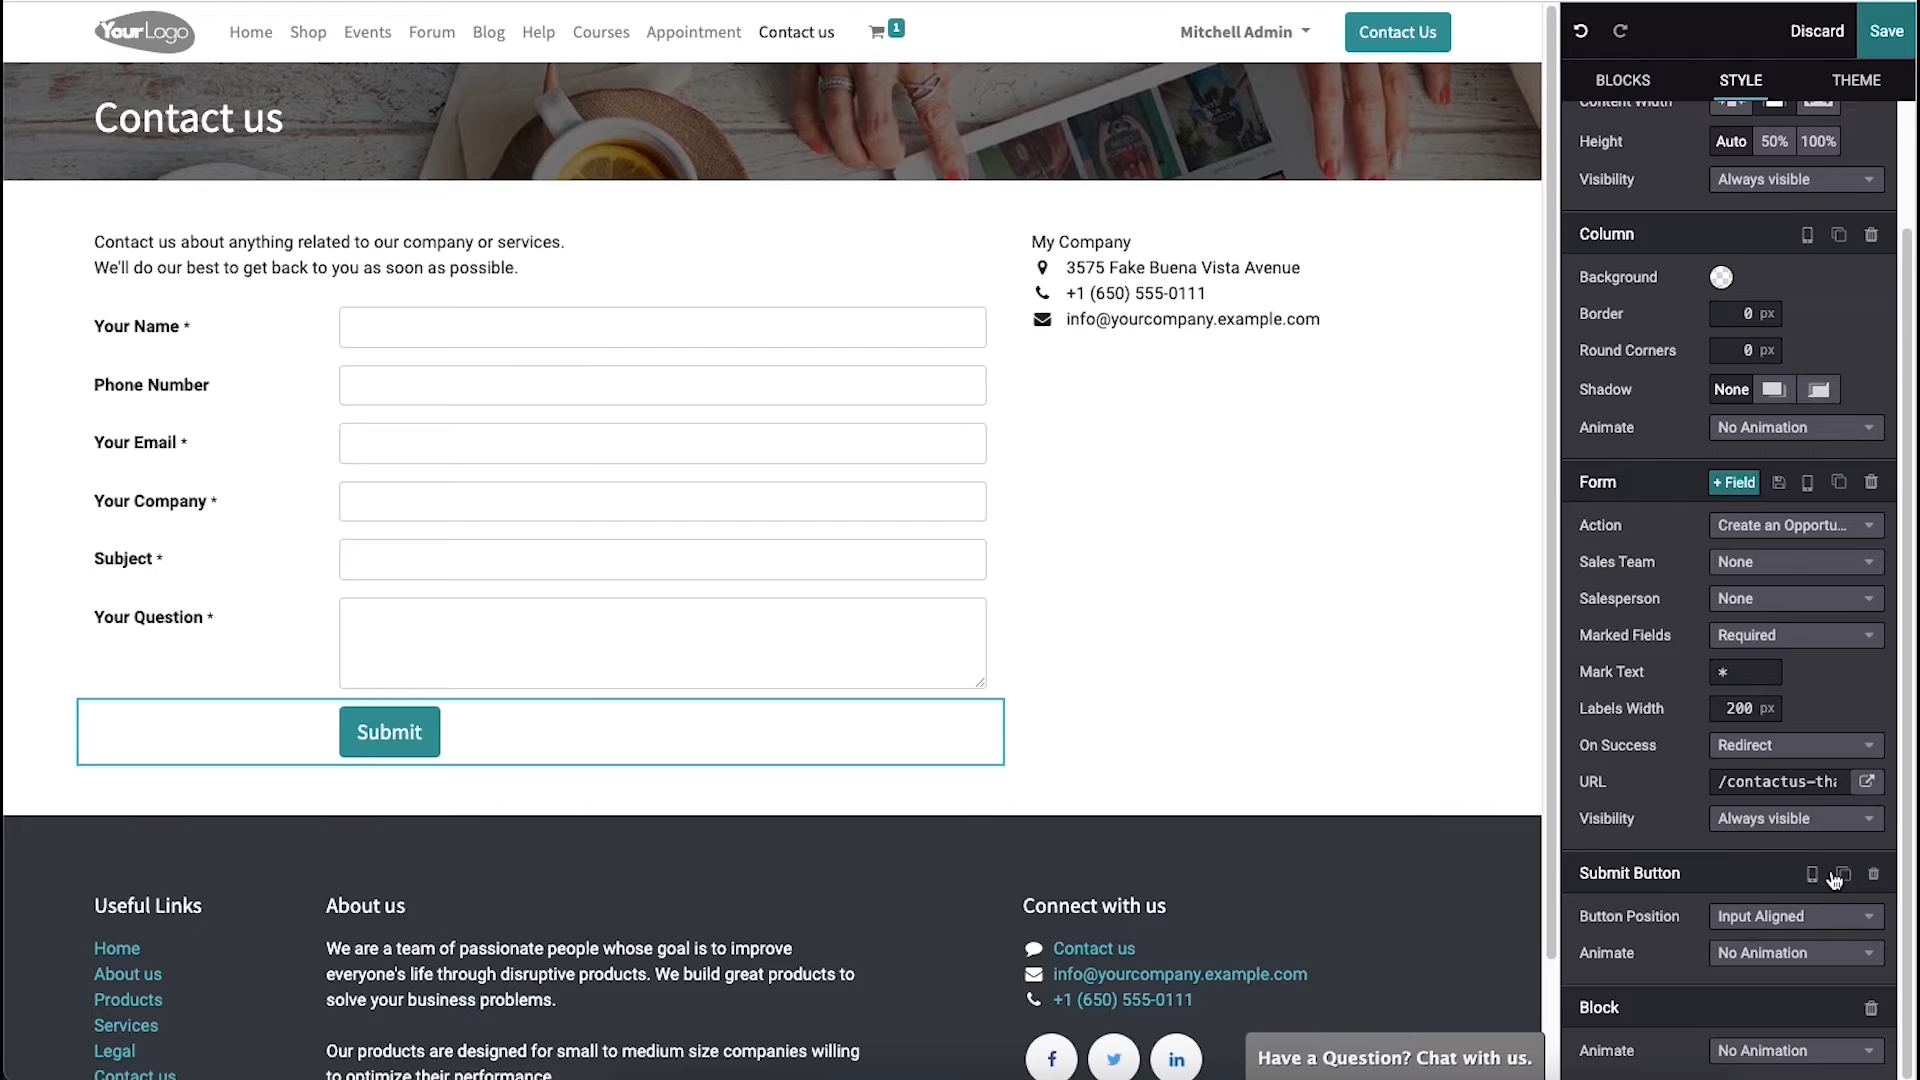 YourLogo
Home
Shop
Events
Forum
Blog
Help
Courses
Appointment
Contact us
1
Mitchell Admin
Contact Us
Discard
Save
BLOCKS
STYLE
THEME
Contact us
Content Width
Height
Auto
50%
100%
Visibility
Always visible
Contact us about anything related to our company or services.
We'll do our best to get back to you as soon as possible.
Your Name *
Phone Number
Your Email *
Your Company *
Subject *
Your Question *
Submit
My Company
3575 Fake Buena Vista Avenue
+1 (650) 555-0111
info@yourcompany.example.com
Column
Background
Border
0 px
Round Corners
0 px
Shadow
None
Animate
No Animation
Form
+ Field
Action
Create an Opportu...
Sales Team
None
Salesperson
None
Marked Fields
Required
Mark Text
*
Labels Width
200 px
On Success
Redirect
URL
/contactus-tha
Visibility
Always visible
Submit Button
Button Position
Input Aligned
Animate
No Animation
Block
Animate
No Animation
Useful Links
Home
About us
Products
Services
Legal
Contact us
About us
We are a team of passionate people whose goal is to improve
everyone's life through disruptive products. We build great products to
solve your business problems.
Our products are designed for small to medium size companies willing
to optimize their performance
Connect with us
Contact us
info@yourcompany.example.com
+1 (650) 555-0111
Have a Question? Chat with us.